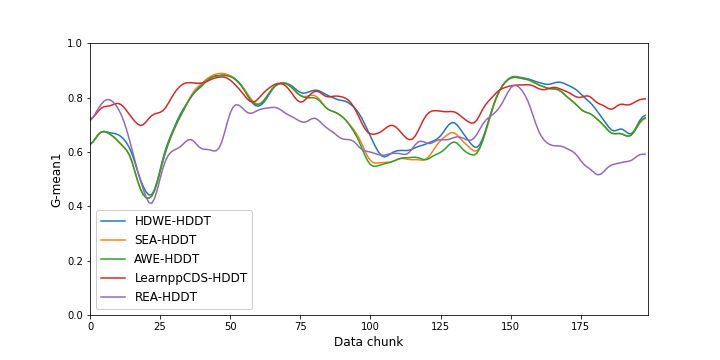 1.0
0.8
0.6
0.4
0.2
0.0
G-mean1
HDWE-HDDT
SEA-HDDT
AWE-HDDT
LearnppCDS-HDDT
REA-HDDT
0 25 50 75 100 125 150 175
Data chunk